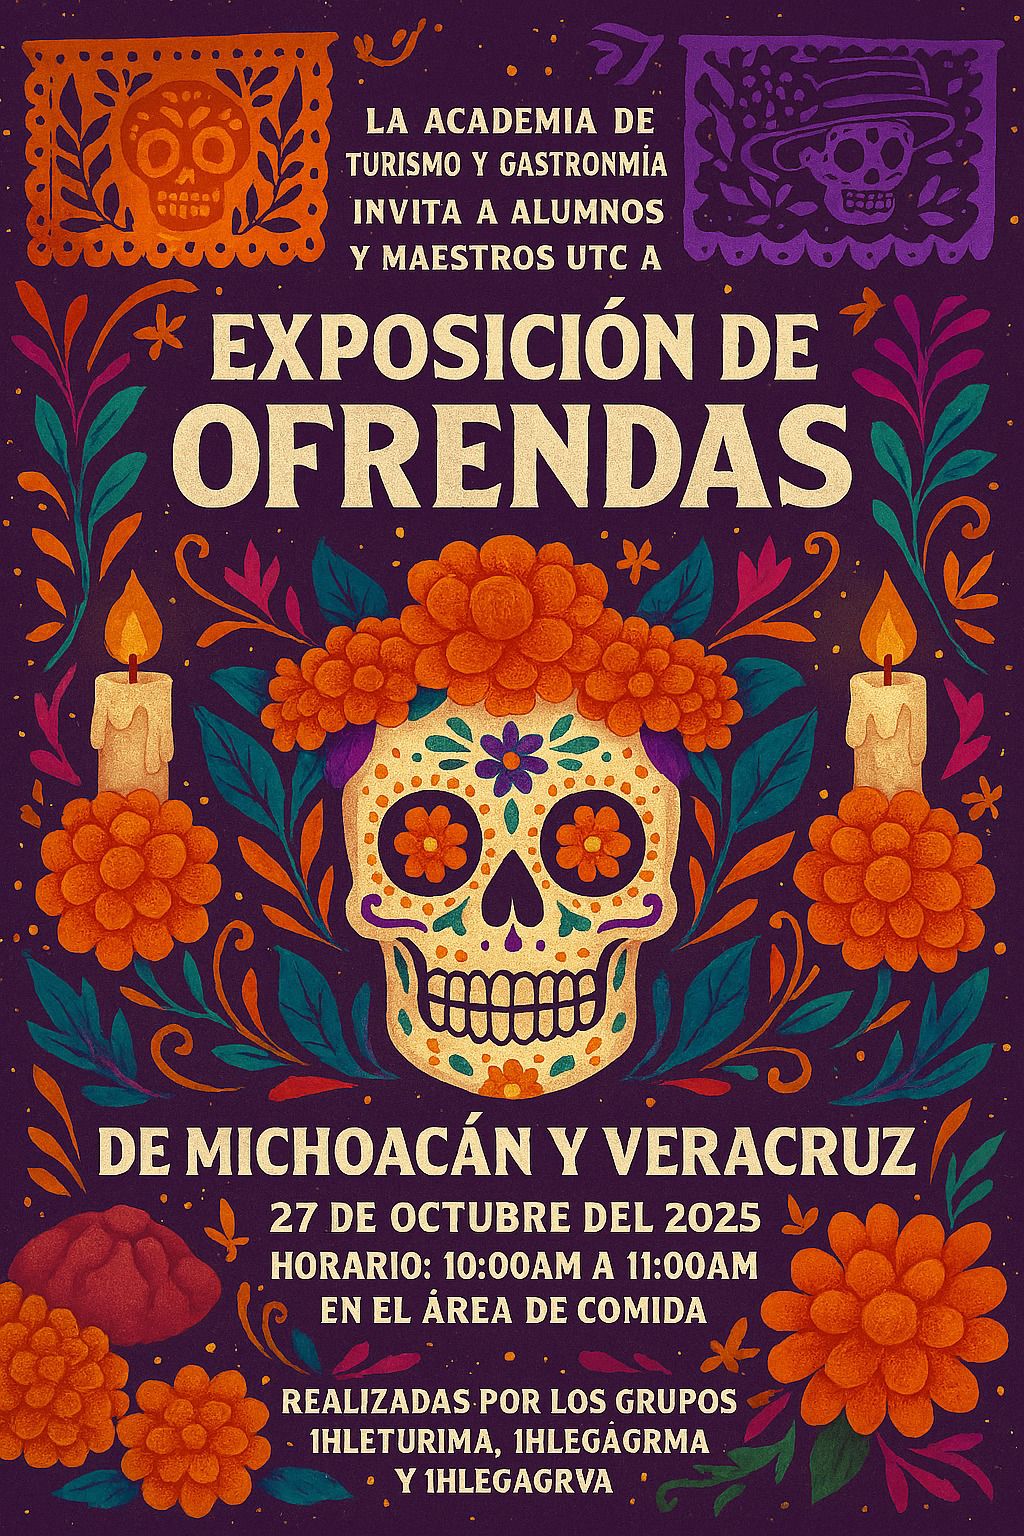 LA ACADEMIA DE
TURISMO Y GASTRONMÍA
INVITA A ALUMNOS
Y MAESTROS UTC A
EXPOSICIÓN DE
OFRENDAS
DE MICHOACÁN Y VERACRUZ
27 DE OCTUBRE DEL 2025
HORARIO: 10:00AM A 11:00AM
EN EL ÁREA DE COMIDA
REALIZADAS POR LOS GRUPOS
1HLETURIMA, 1HLEGÁGRMA
Y 1HLEGAGRVA